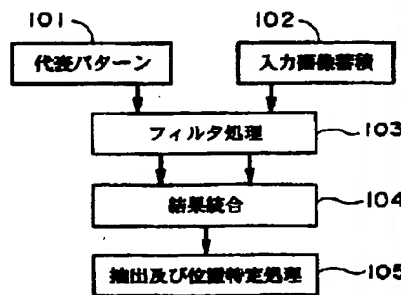 101
102
代表パターン
入力画像蓄積
フィルタ処理
103
結果統合
104
抽出及び位置特定処理
105